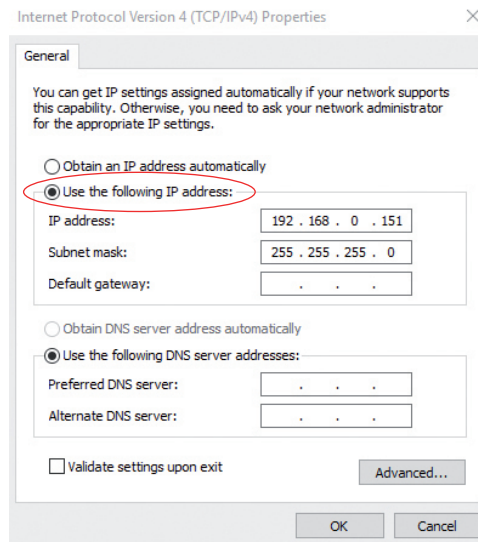 Internet Protocol Version 4 (TCP/IPv4) Properties
General
You can get IP settings assigned automatically if your network supports
this capability. Otherwise, you need to ask your network administrator
for the appropriate IP settings.
Obtain an IP address automatically
Use the following IP address:
IP address: 192 . 168 . 0 . 151
Subnet mask: 255 . 255 . 255 . 0
Default gateway: . . .
Obtain DNS server address automatically
Use the following DNS server addresses:
Preferred DNS server: . . .
Alternate DNS server: . . .
Validate settings upon exit
Advanced...
OK Cancel